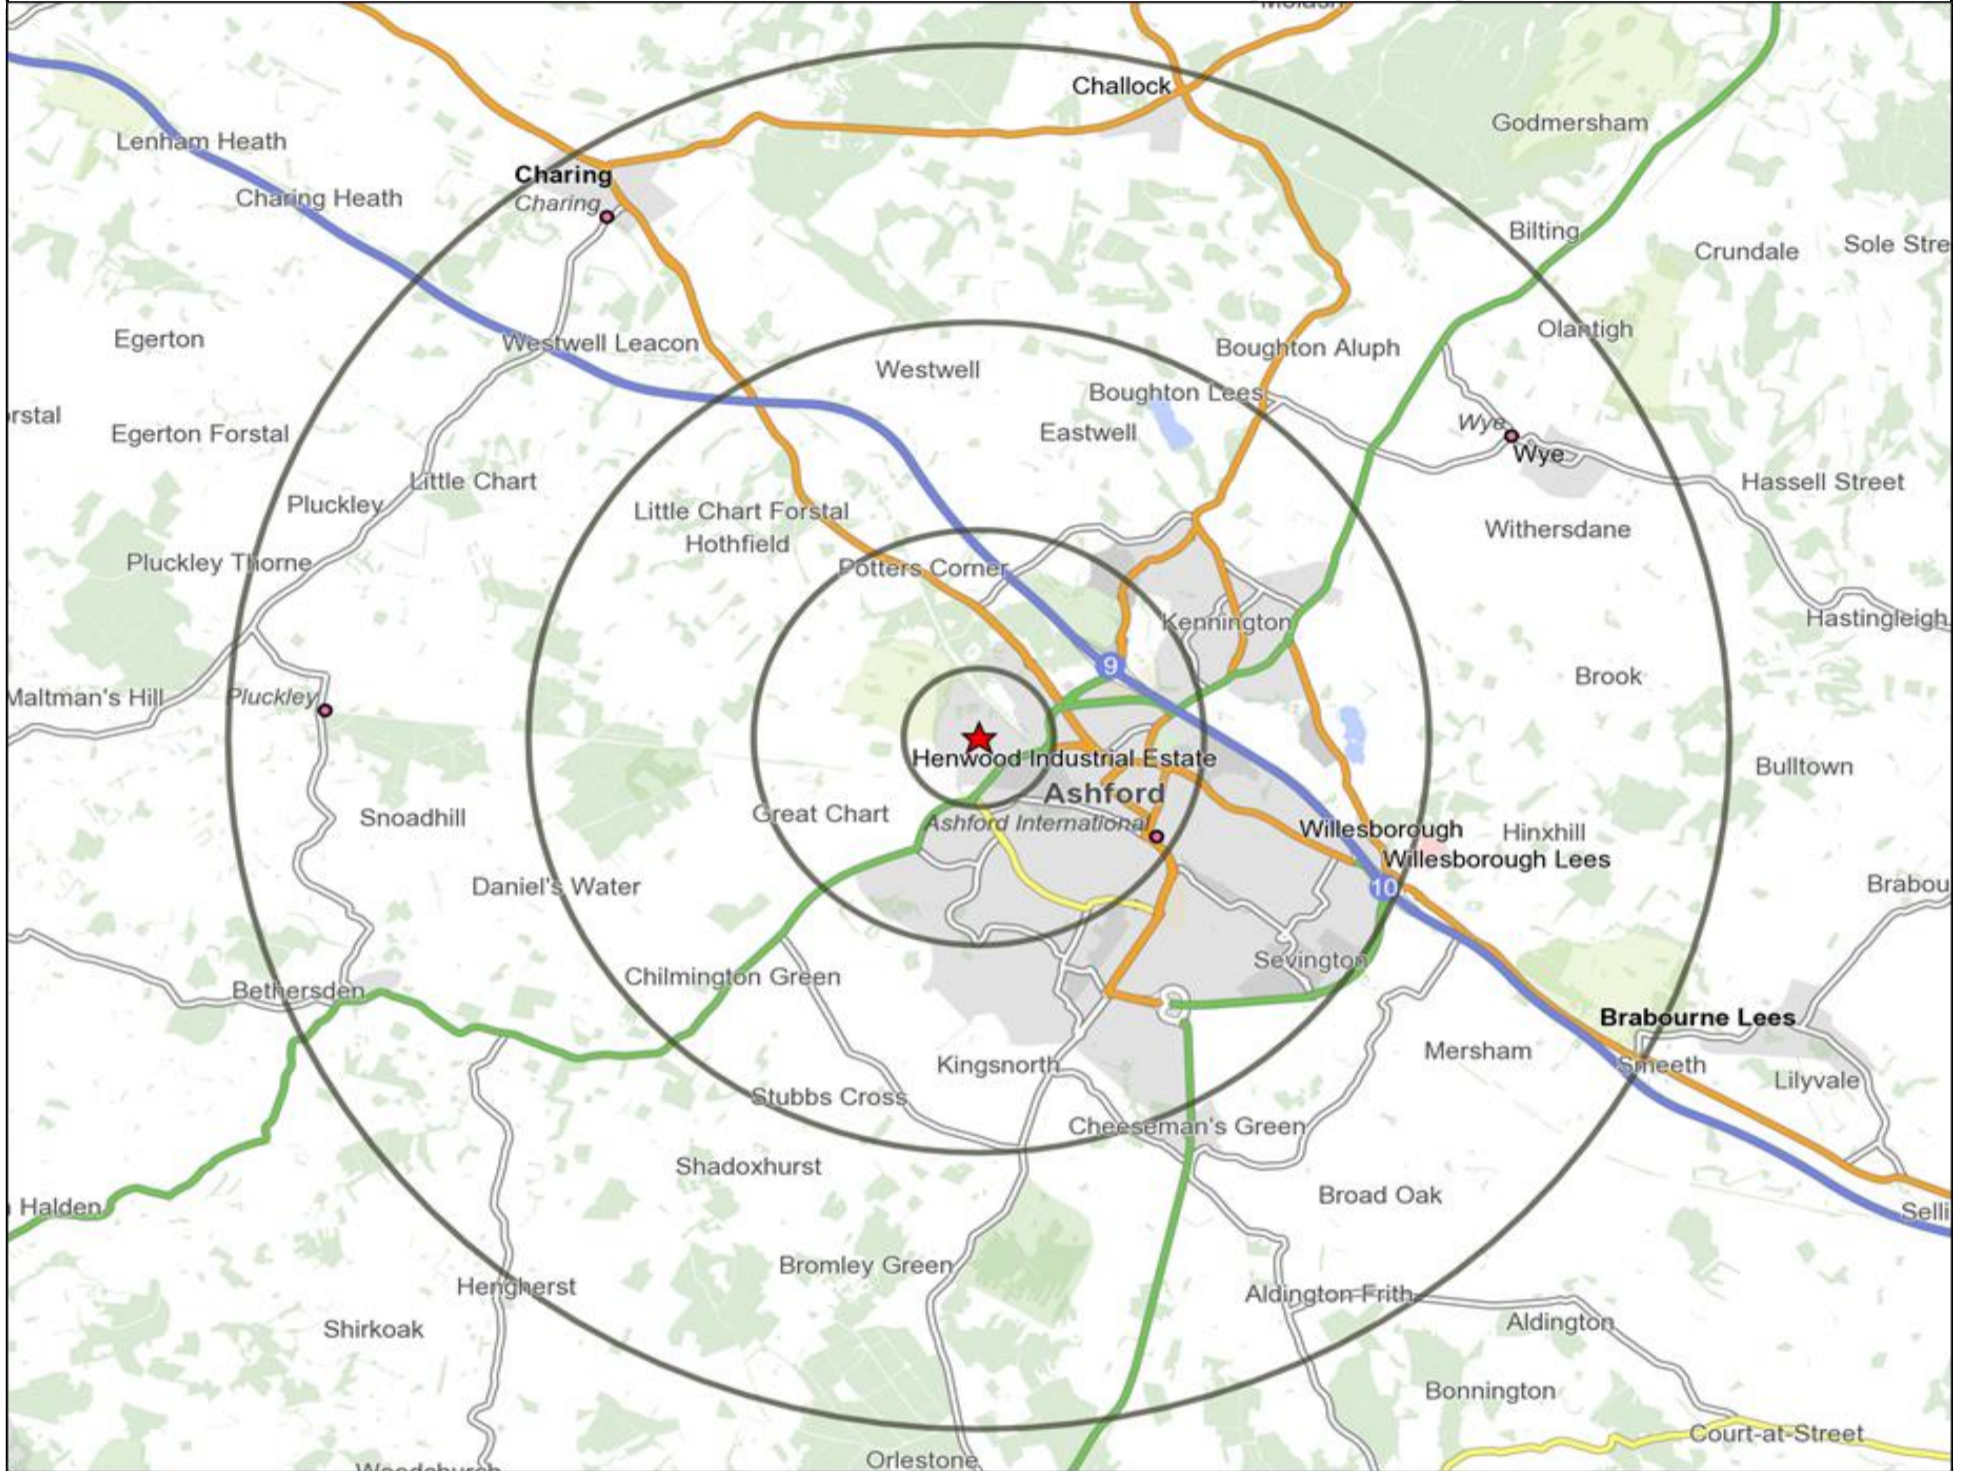 Challock
Godmersham
Lenham Heath
Charing
Charing Heath
Charing
Bilting
Crundale
Sole Stre
Egerton
Westwell Leacon
Olantigh
Boughton Aluph
Westwell
Boughton Lees
orstal
Egerton Forstal
Eastwell
Wye
Wye
Little Chart
Hassell Street
Pluckley
Little Chart Forstal
Withersdane
Hothfield
Pluckley Thorne
Potters Corner
Kennington
Hastingleigh
9
Brook
Maltman's Hill
Pluckley
Henwood Industrial Estate
Bulltown
Ashford
Great Chart
Snoadhill
Ashford International
Willesborough
Hinxhill
Willesborough Lees
Daniel's Water
10
Brabou
Sevington
Chilmington Green
Bethersden
Brabourne Lees
Mersham
Kingsnorth
Smeeth
Lilyvale
Stubbs Cross
Cheeseman's Green
Shadoxhurst
Broad Oak
Halden
Selli
Bromley Green
Hengherst
Aldington Frith
Aldington
Shirkoak
Bonnington
Court-at-Street
Orlestone